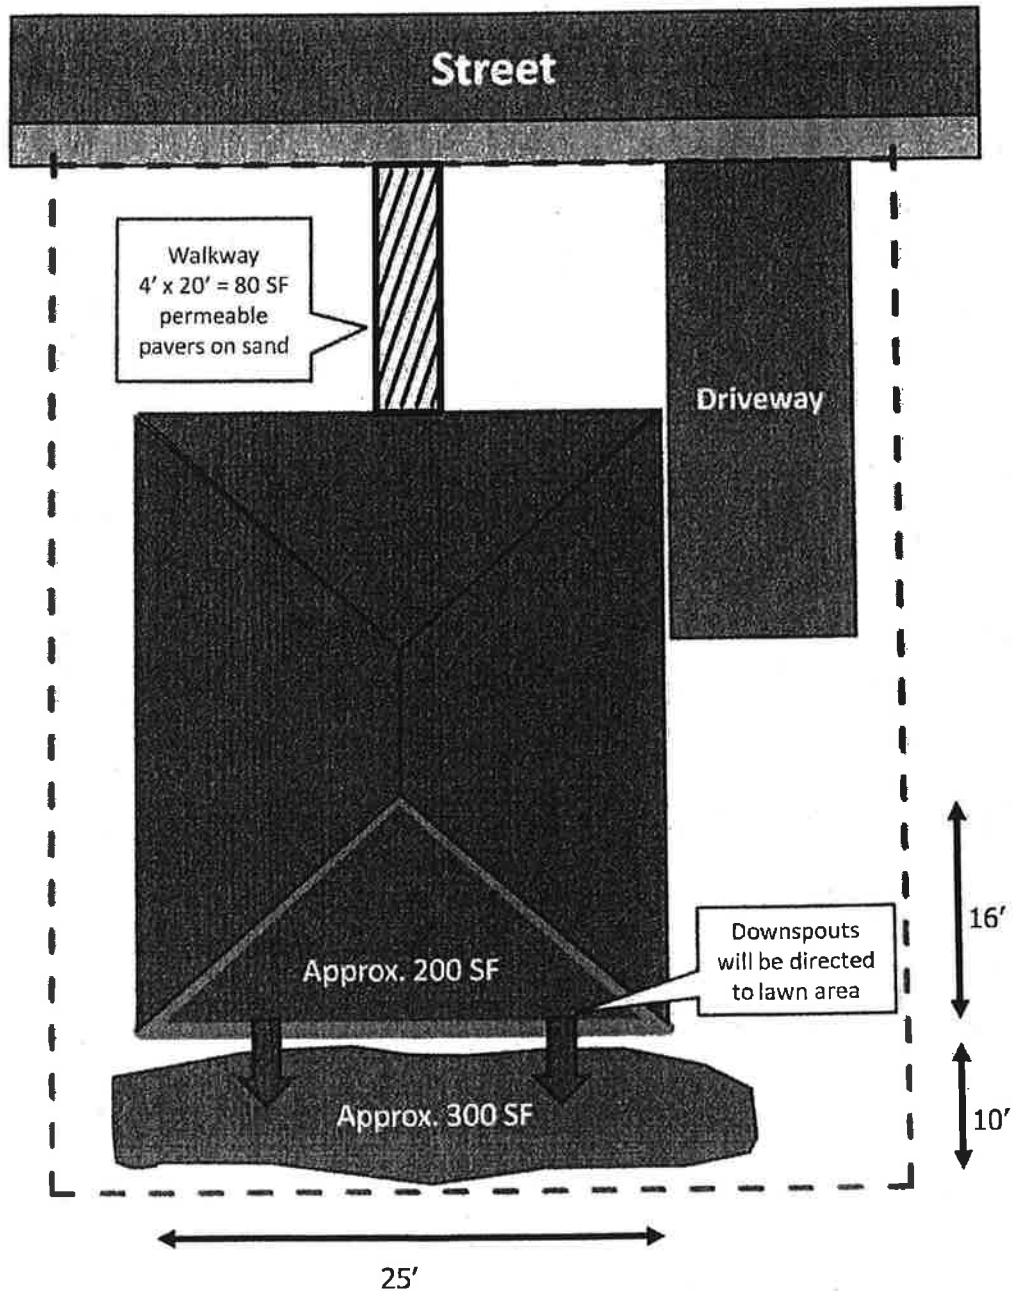 Street
Walkway
4’ x 20’ = 80 SF
permeable
pavers on sand
Driveway
16’
Downspouts
will be directed
to lawn area
Approx. 200 SF
Approx. 300 SF
10’
25’